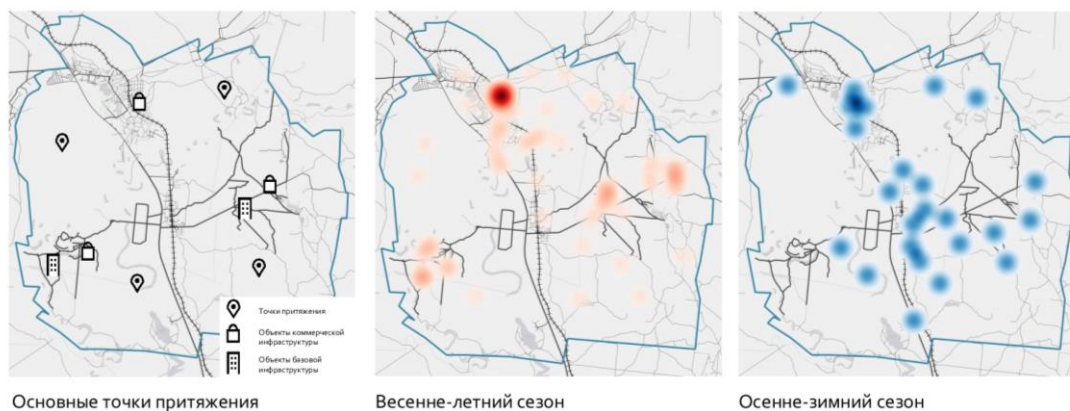 Точки притяжения
Объекты коммерческой
инфраструктуры
Объекты базовой
инфраструктуры
Основные точки притяжения
Весенне-летний сезон
Осенне-зимний сезон